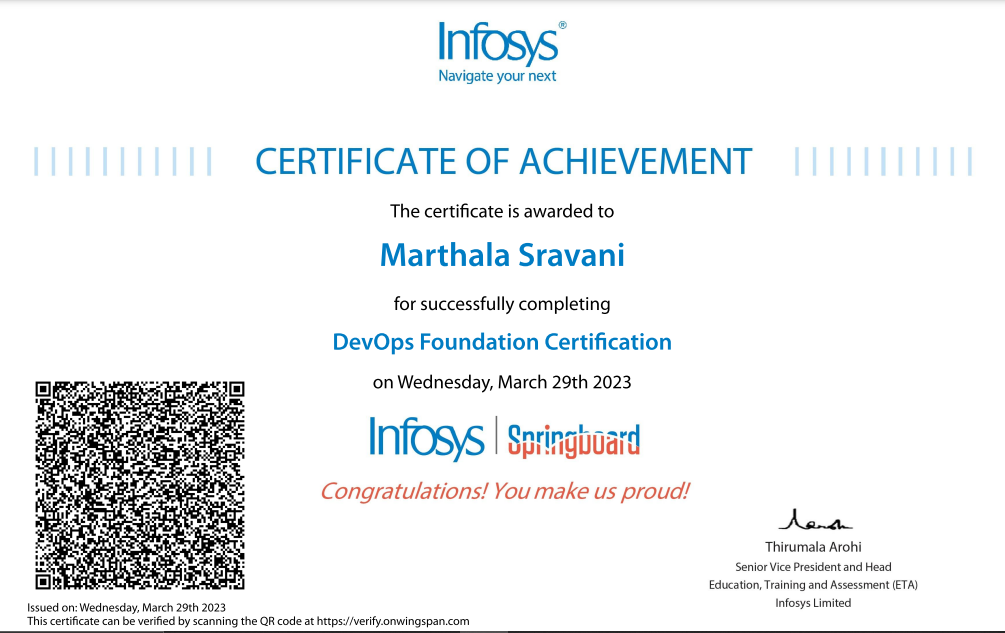 Infosys®
Navigate your next
CERTIFICATE OF ACHIEVEMENT
The certificate is awarded to
Marthala Sravani
for successfully completing
DevOps Foundation Certification
on Wednesday, March 29th 2023
Infosys | Springboard
Congratulations! You make us proud!
Thirumala Arohi
Senior Vice President and Head
Education, Training and Assessment (ETA)
Infosys Limited
Issued on: Wednesday, March 29th 2023
This certificate can be verified by scanning the QR code at https://verify.onwingspan.com